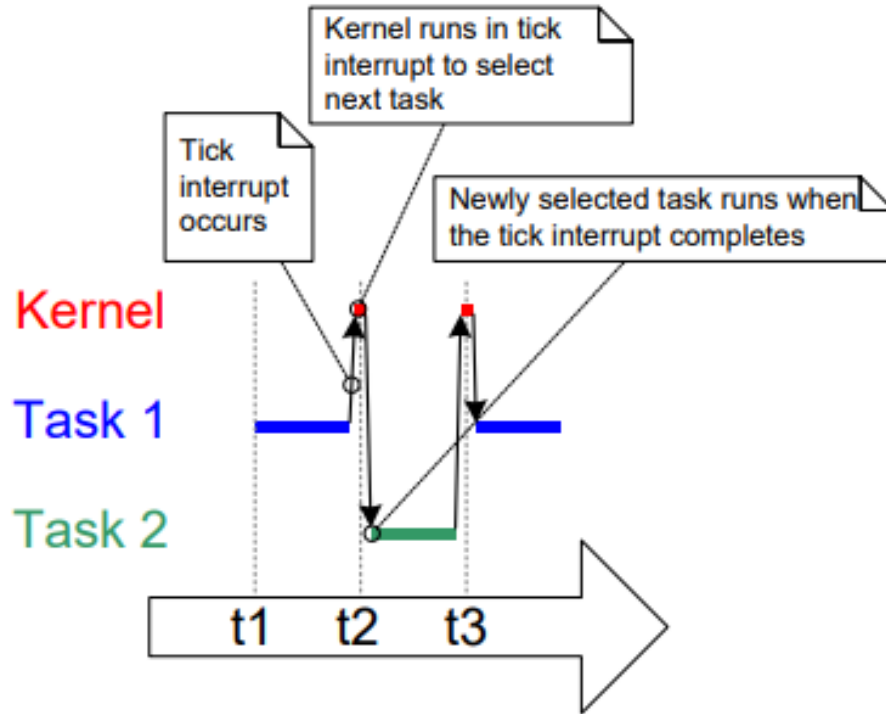 Kernel runs in tick
interrupt to select
next task
Tick
interrupt
occurs
Newly selected task runs when
the tick interrupt completes
Kernel
Task 1
Task 2
t1 t2 t3